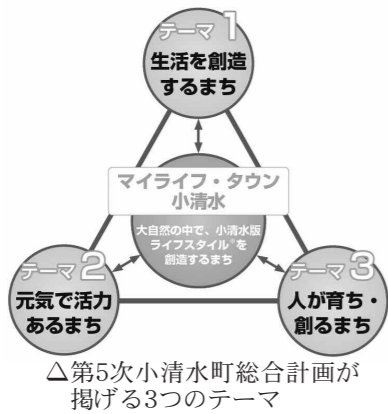 テーマ1
生活を創造
するまち
マイライフ・タウン
小清水
大自然の中で、小清水版
ライフスタイル®を
創造するまち
テーマ2
元気で活力
あるまち
テーマ3
人が育ち・
創るまち
△第5次小清水町総合計画が
掲げる3つのテーマ